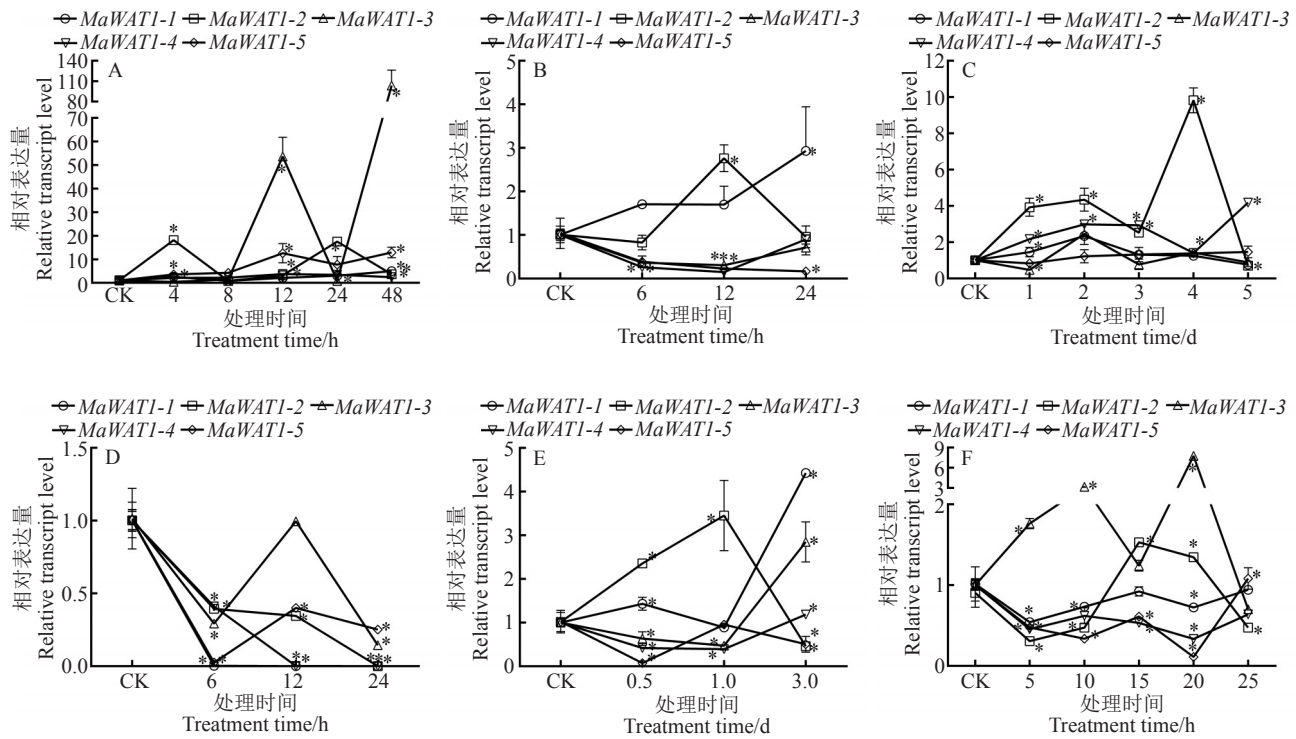 MaWAT1-1 MaWAT1-2 MaWAT1-3
MaWAT1-4 MaWAT1-5
A
相对表达量
Relative transcript level
140
110
80
70
60
50
40
30
20
10
0
CK 4 8 12 24 48
处理时间
Treatment time/h
MaWAT1-1 MaWAT1-2 MaWAT1-3
MaWAT1-4 MaWAT1-5
B
相对表达量
Relative transcript level
5
4
3
2
1
0
CK 6 12 24
处理时间
Treatment time/h
MaWAT1-1 MaWAT1-2 MaWAT1-3
MaWAT1-4 MaWAT1-5
C
相对表达量
Relative transcript level
12
10
8
6
4
2
0
CK 1 2 3 4 5
处理时间
Treatment time/d
MaWAT1-1 MaWAT1-2 MaWAT1-3
MaWAT1-4 MaWAT1-5
D
相对表达量
Relative transcript level
1.5
1.0
0.5
0.0
CK 6 12 24
处理时间
Treatment time/h
MaWAT1-1 MaWAT1-2 MaWAT1-3
MaWAT1-4 MaWAT1-5
E
相对表达量
Relative transcript level
5
4
3
2
1
0
CK 0.5 1.0 3.0
处理时间
Treatment time/d
MaWAT1-1 MaWAT1-2 MaWAT1-3
MaWAT1-4 MaWAT1-5
F
相对表达量
Relative transcript level
9
6
3
2
1
0
CK 5 10 15 20 25
处理时间
Treatment time/h